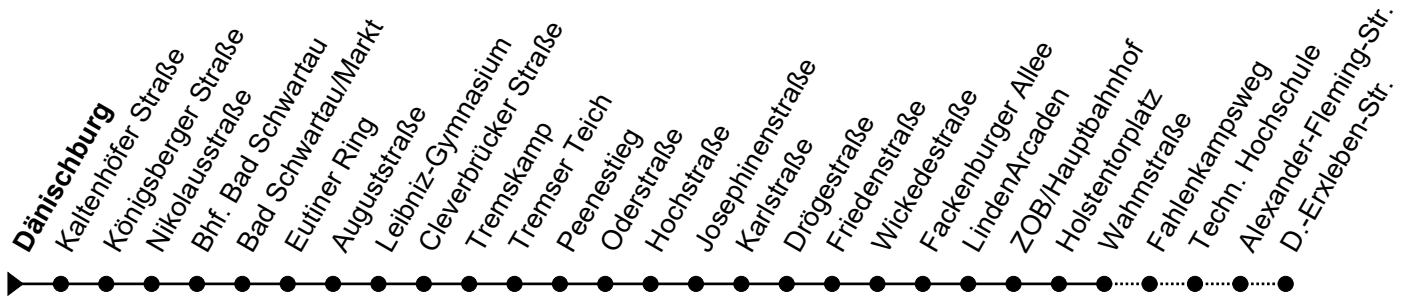 Dänischburg
Kaltenhöfer Straße
Königsberger Straße
Nikolausstraße
Bhf. Bad Schwartau
Bad Schwartau/Markt
Eutiner Ring
Auguststraße
Leibniz-Gymnasium
Cleverbrücker Straße
Tremskamp
Tremser Teich
Peenestieg
Oderstraße
Hochstraße
Josephinenstraße
Karlstraße
Drögestraße
Friedenstraße
Wickedestraße
Fackenburger Allee
LindenArcaden
ZOB/Hauptbahnhof
Holstentorplatz
Wahmstraße
Fahlenkampsweg
Techn. Hochschule
Alexander-Fleming-Str.
D.-Erxleben-Str.